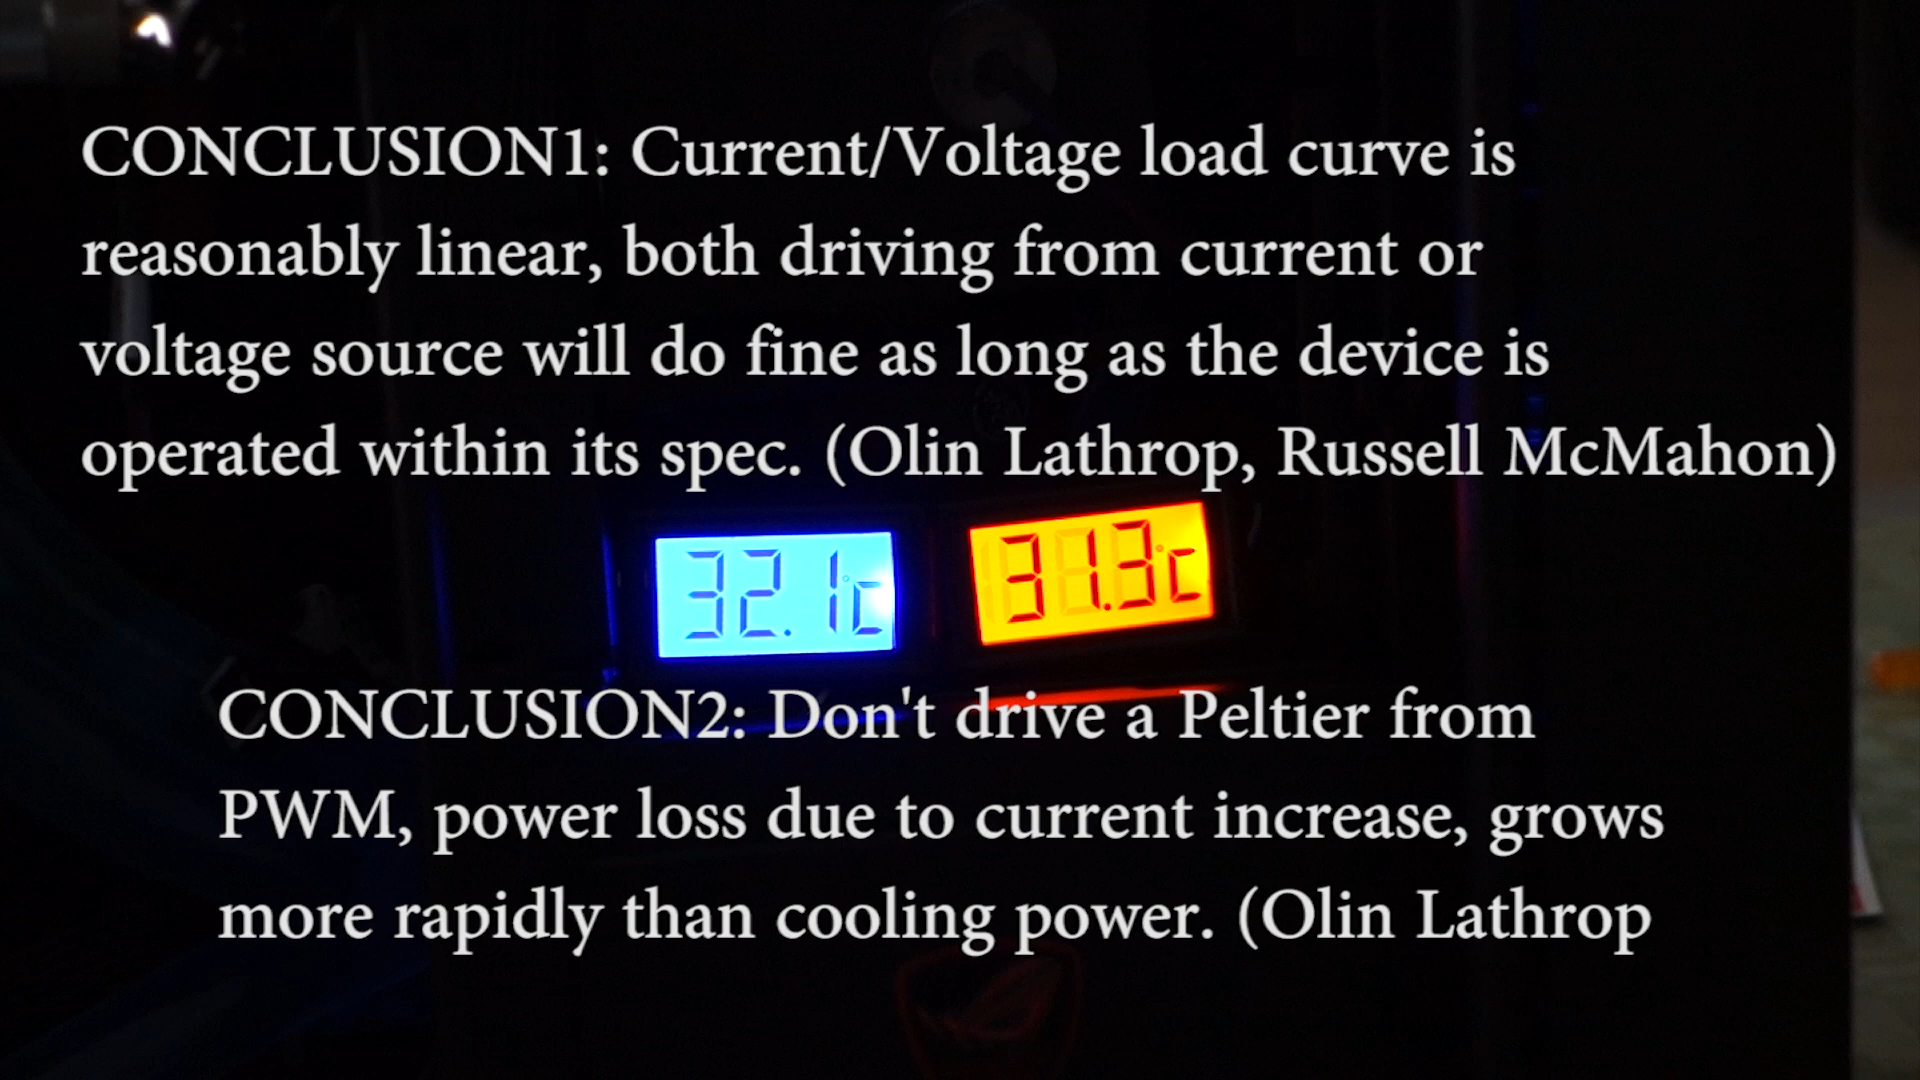 CONCLUSION1: Current/Voltage load curve is
reasonably linear, both driving from current or
voltage source will do fine as long as the device is
operated within its spec. (Olin Lathrop, Russell McMahon)
32.1°c
31.3°c
CONCLUSION2: Don't drive a Peltier from
PWM, power loss due to current increase, grows
more rapidly than cooling power. (Olin Lathrop